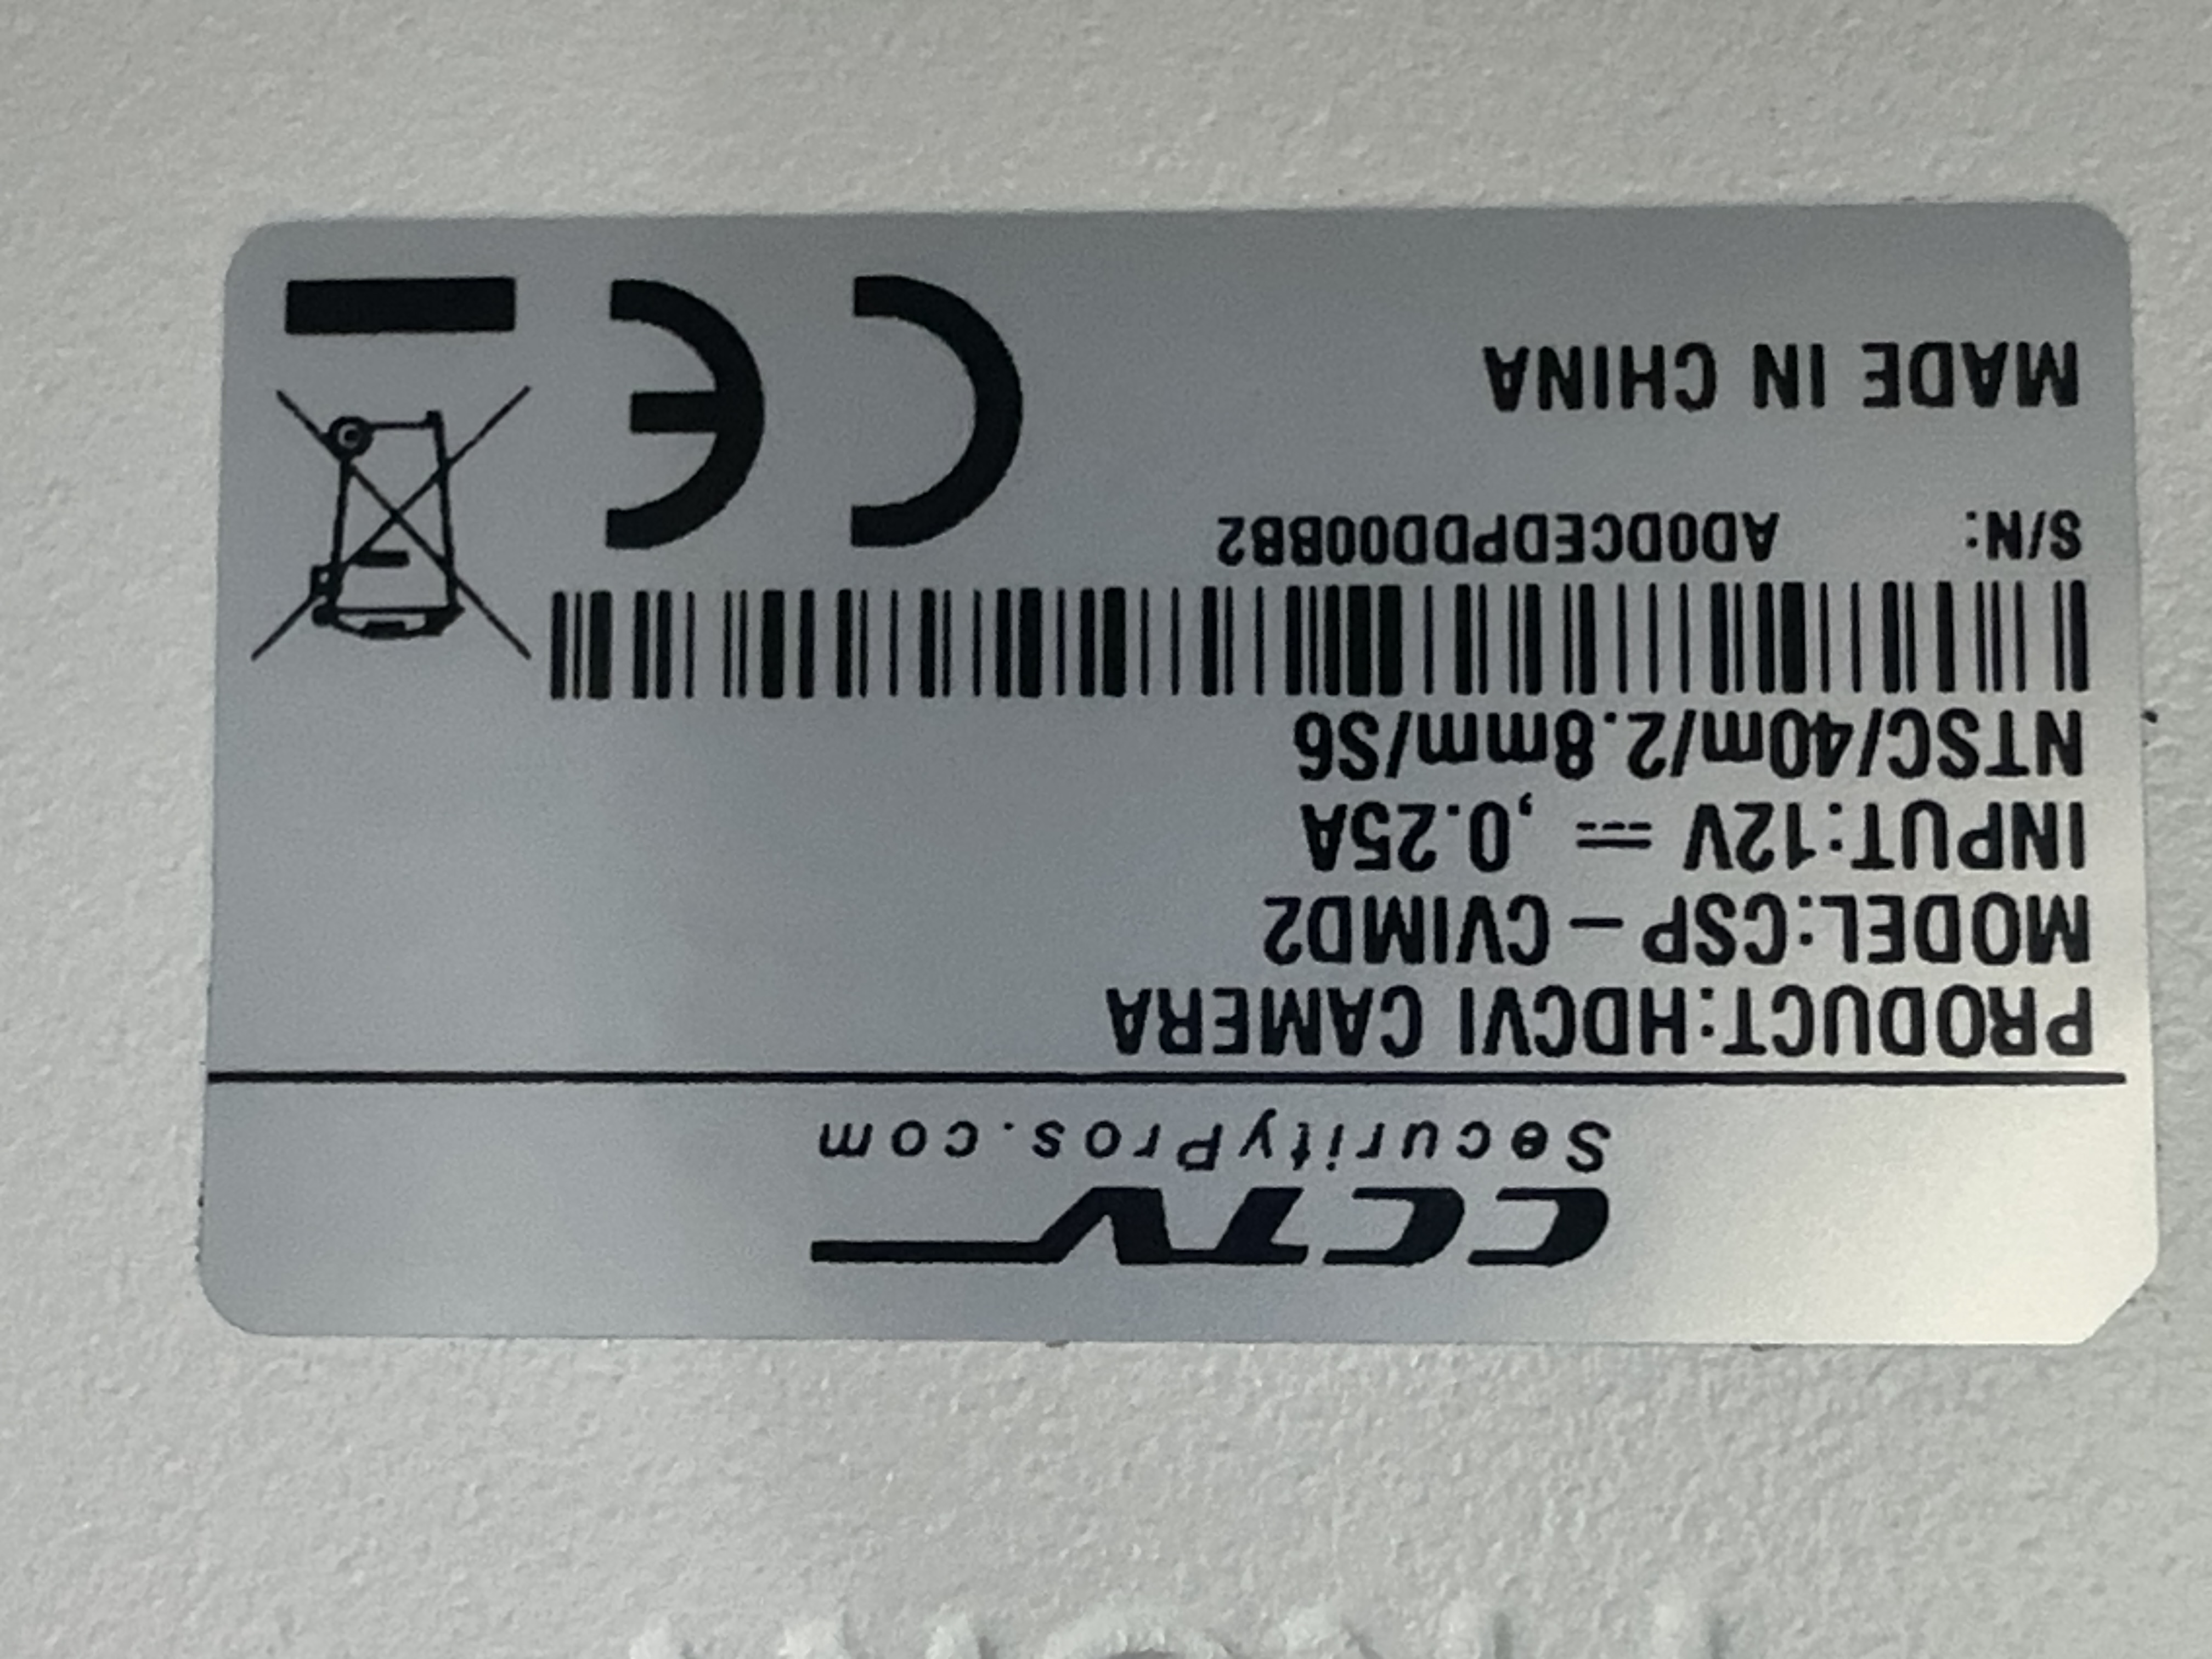 CCTV
SecurityPros.com
PRODUCT:HDCVI CAMERA
MODEL:CSP-CVIMD2
INPUT:12V ⎓ ,0.25A
NTSC/40m/2.8mm/S6
S/N: AD0DCEDPDD00BB2
MADE IN CHINA
CE